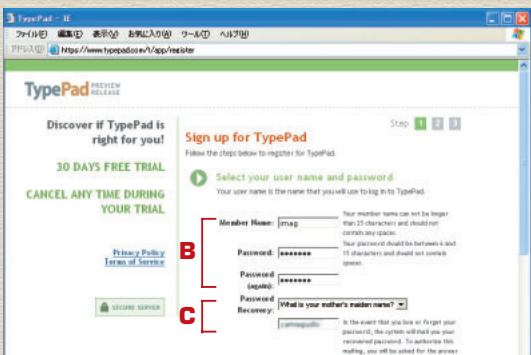 TypePad - IE
ファイル(F) 編集(E) 表示(V) お気に入り(A) ツール(T) ヘルプ(H)
アドレス(D) https://www.typepad.com/t/app/register
TypePad PREVIEW RELEASE
Discover if TypePad is
right for you!
30 DAYS FREE TRIAL
CANCEL ANY TIME DURING
YOUR TRIAL
Privacy Policy
Terms of Service
SECURE SERVER
Step 1 2 3
Sign up for TypePad
Follow the steps below to register for TypePad.
Select your user name and password
Your user name is the name that you will use to log in to TypePad.
B
Member Name: imag
Your member name can not be longer
than 25 characters and should not
contain any spaces.
Password: •••••••
Your password should be between 6 and
15 characters and should not contain
spaces.
Password
(again): •••••••
C
Password
Recovery: What is your mother's maiden name?
In the event that you lose or forget your
password, the system will mail you your
recovered password. To authorize this
mailing, you will be asked for the answer